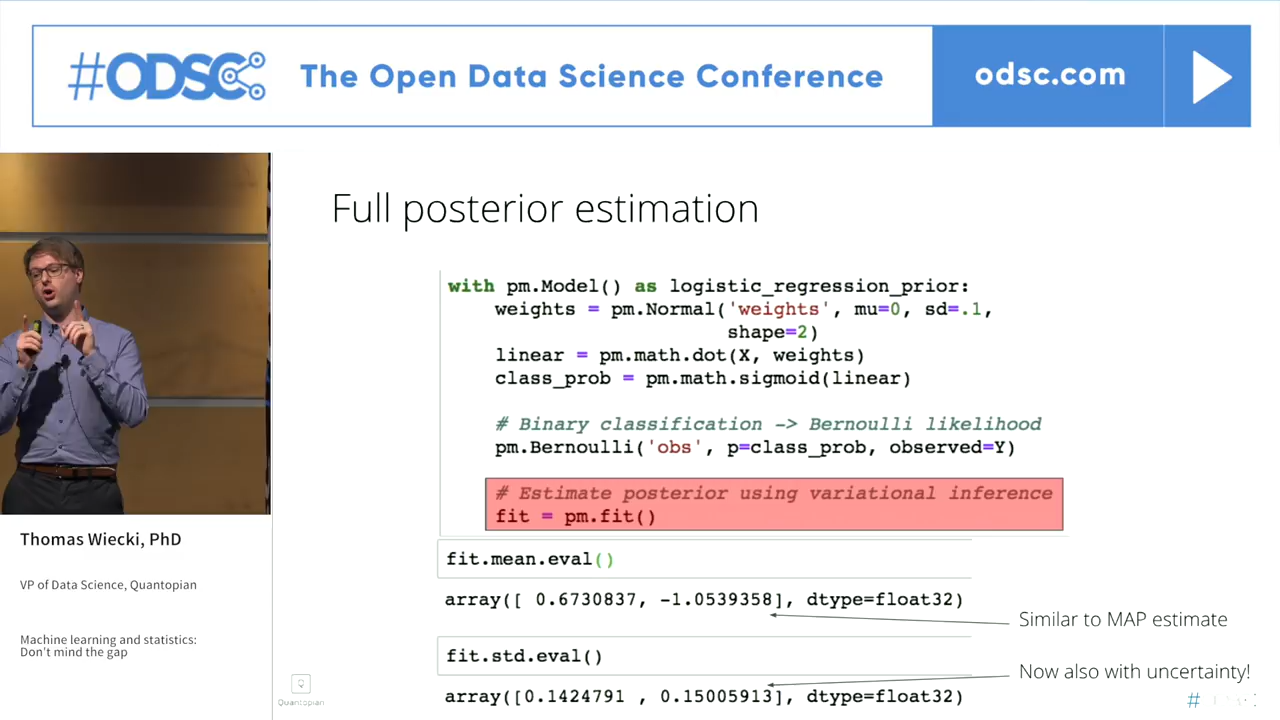 #ODSC
The Open Data Science Conference
odsc.com
Full posterior estimation
with pm.Model() as logistic_regression_prior:
weights = pm.Normal('weights', mu=0, sd=.1,
shape=2)
linear = pm.math.dot(X, weights)
class_prob = pm.math.sigmoid(linear)
# Binary classification -> Bernoulli likelihood
pm.Bernoulli('obs', p=class_prob, observed=Y)
# Estimate posterior using variational inference
fit = pm.fit()
fit.mean.eval()
array([ 0.6730837, -1.0539358], dtype=float32)
Similar to MAP estimate
fit.std.eval()
Now also with uncertainty!
array([0.1424791 , 0.15005913], dtype=float32)
Thomas Wiecki, PhD
VP of Data Science, Quantopian
Machine learning and statistics:
Don't mind the gap
Quantopian
#